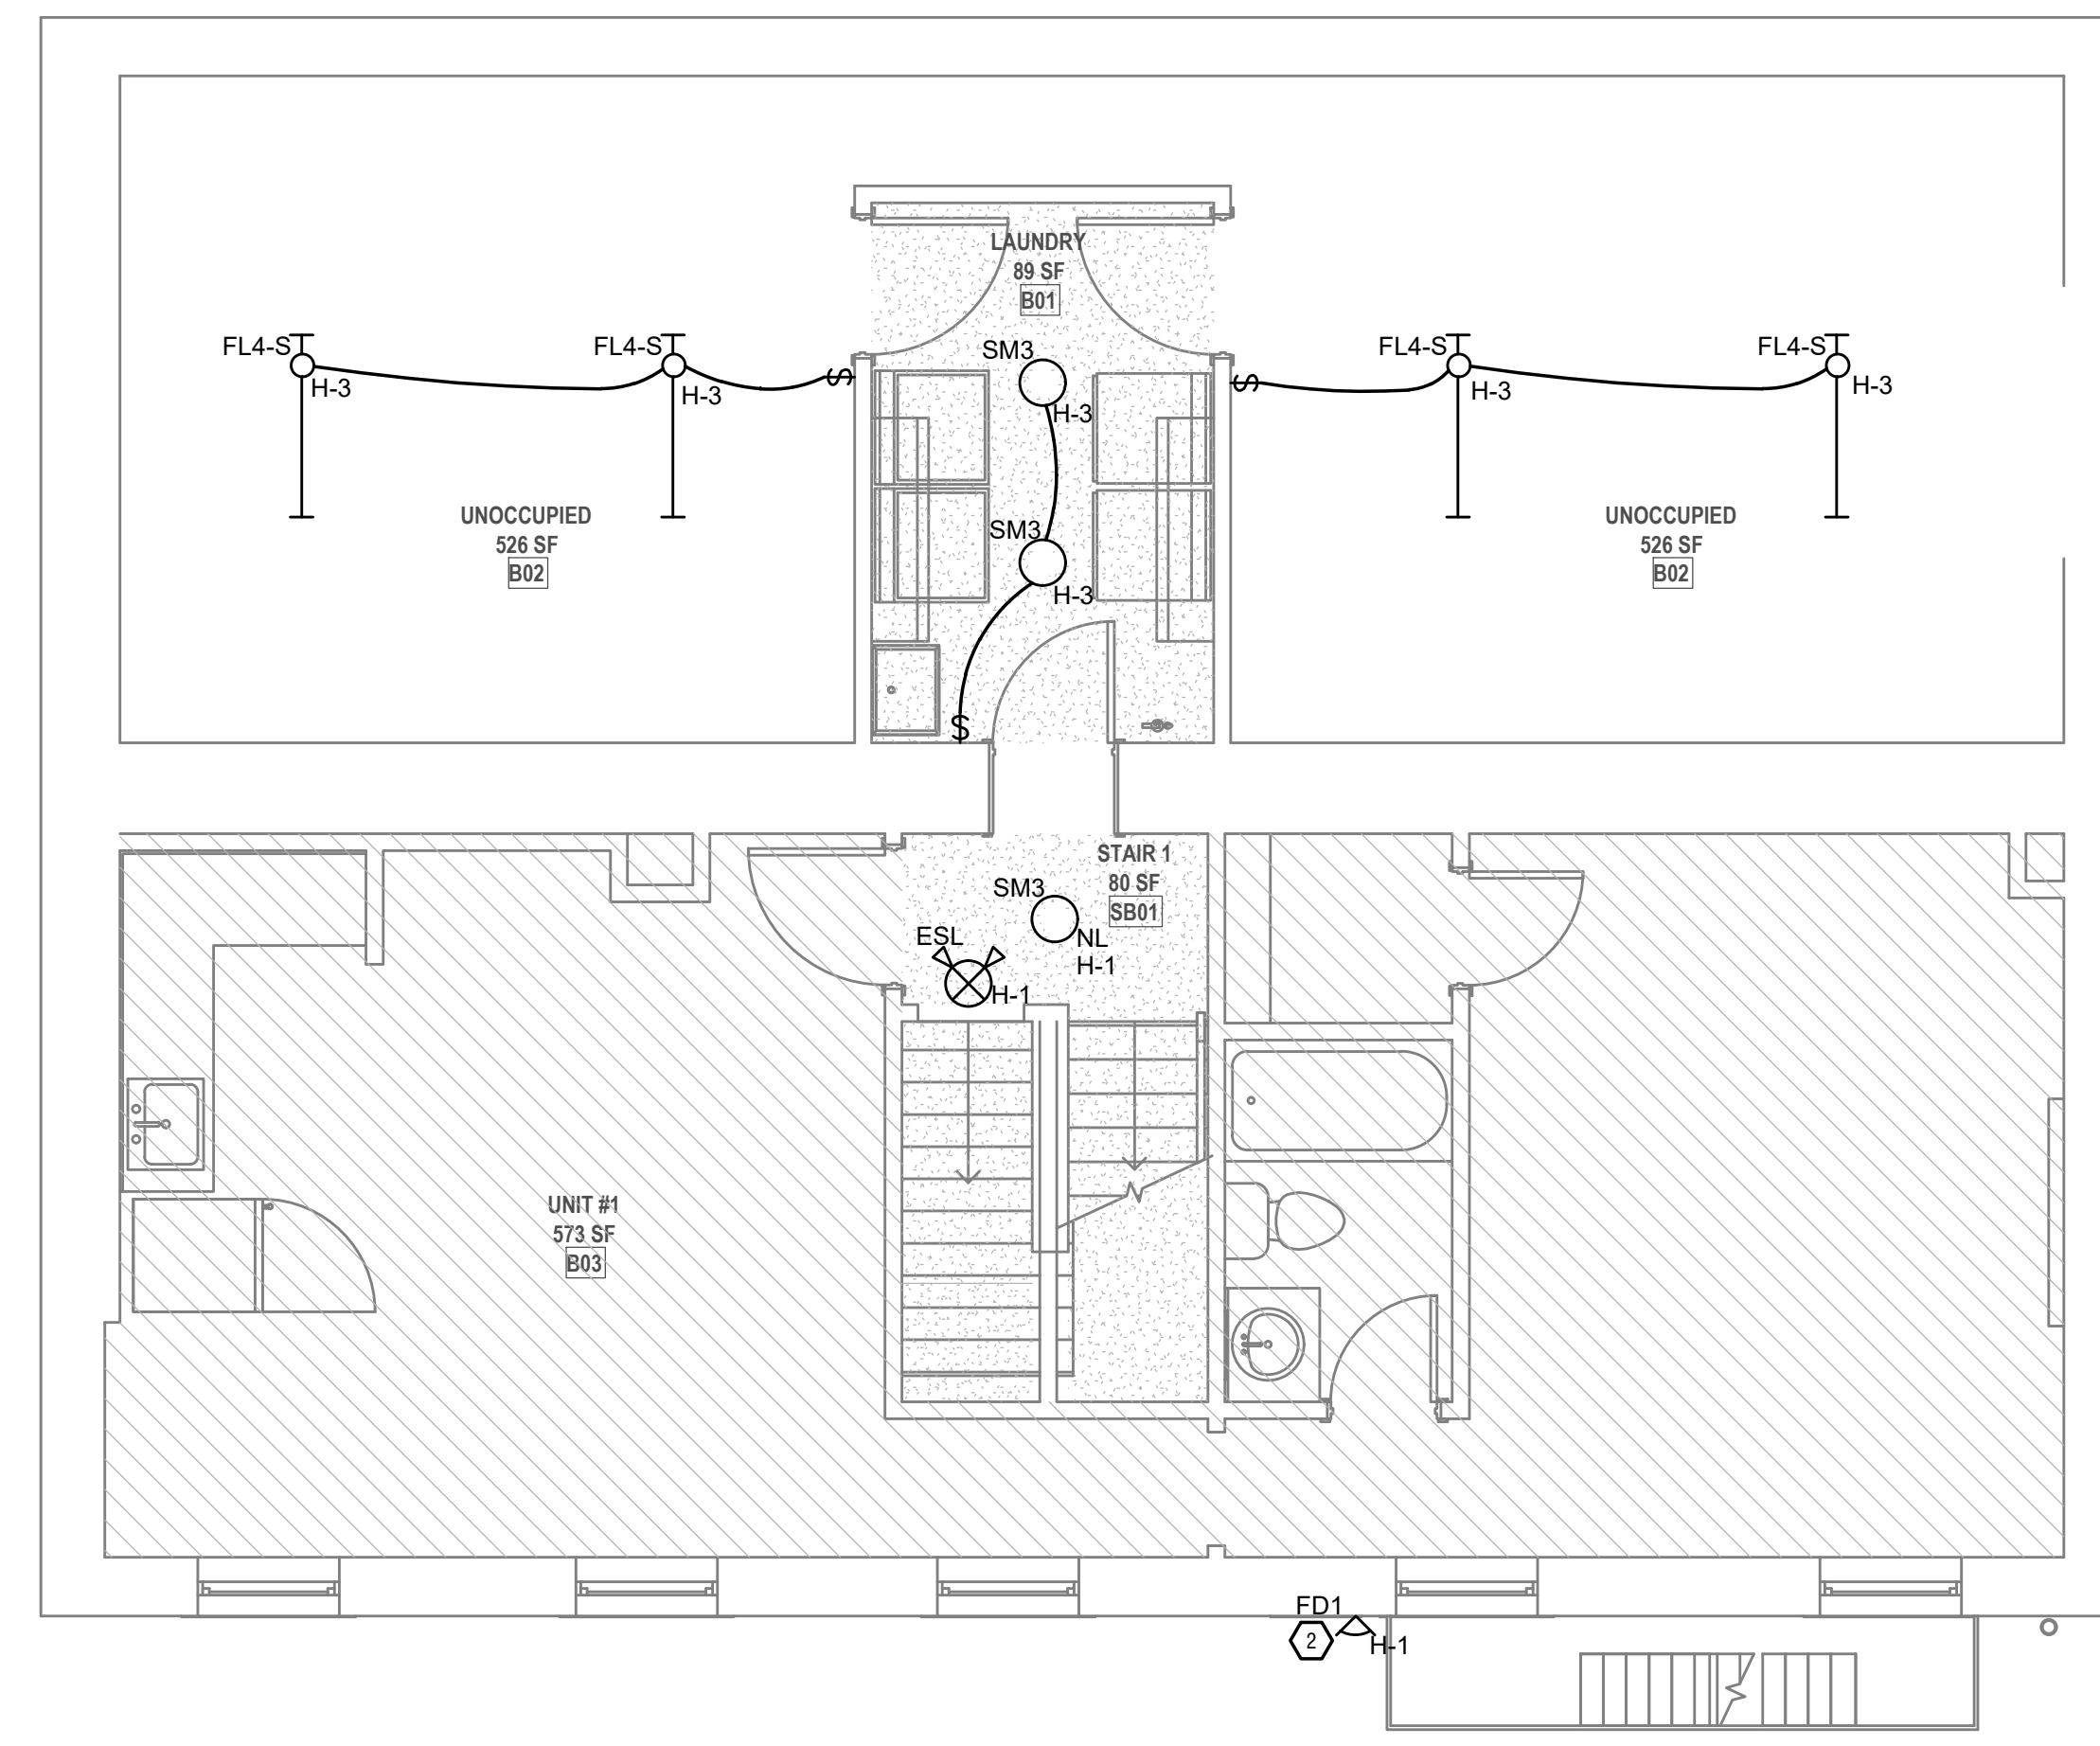 LAUNDRY
89 SF
B01
FL4-S
H-3
FL4-S
H-3
$
SM3
H-3
$
FL4-S
H-3
FL4-S
H-3
UNOCCUPIED
526 SF
B02
SM3
H-3
$
UNOCCUPIED
526 SF
B02
STAIR 1
80 SF
SB01
SM3
NL
H-1
ESL
H-1
UNIT #1
573 SF
B03
FD1
2
H-1